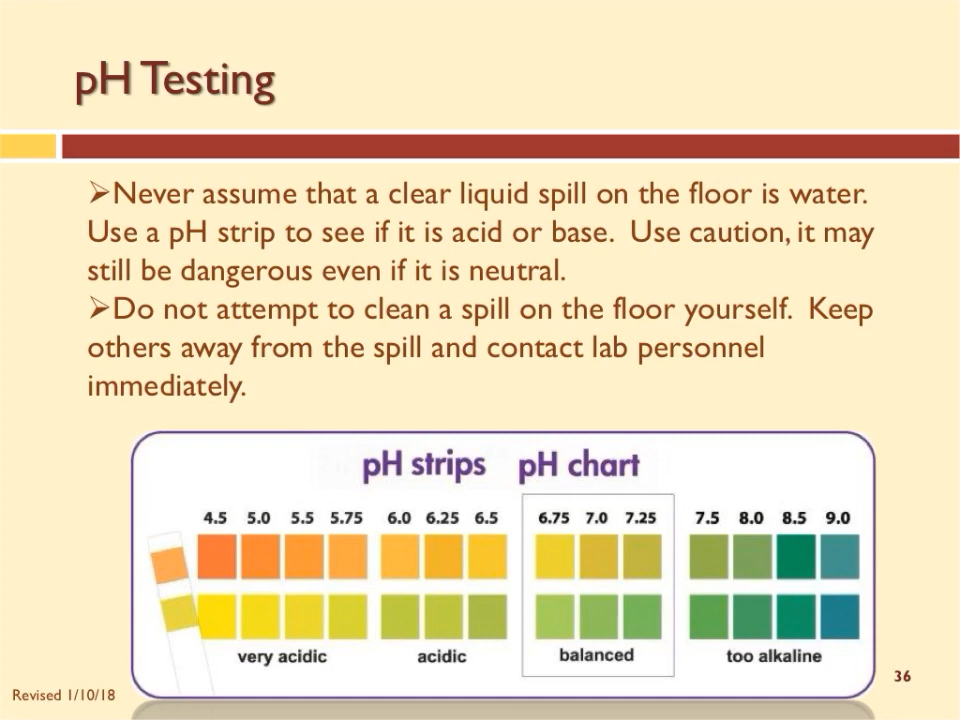 pH Testing
➢Never assume that a clear liquid spill on the floor is water.
Use a pH strip to see if it is acid or base.  Use caution, it may
still be dangerous even if it is neutral.
➢Do not attempt to clean a spill on the floor yourself.  Keep
others away from the spill and contact lab personnel
immediately.
pH strips pH chart
4.5 5.0 5.5 5.75 6.0 6.25 6.5 6.75 7.0 7.25 7.5 8.0 8.5 9.0
very acidic acidic balanced too alkaline
36
Revised 1/10/18